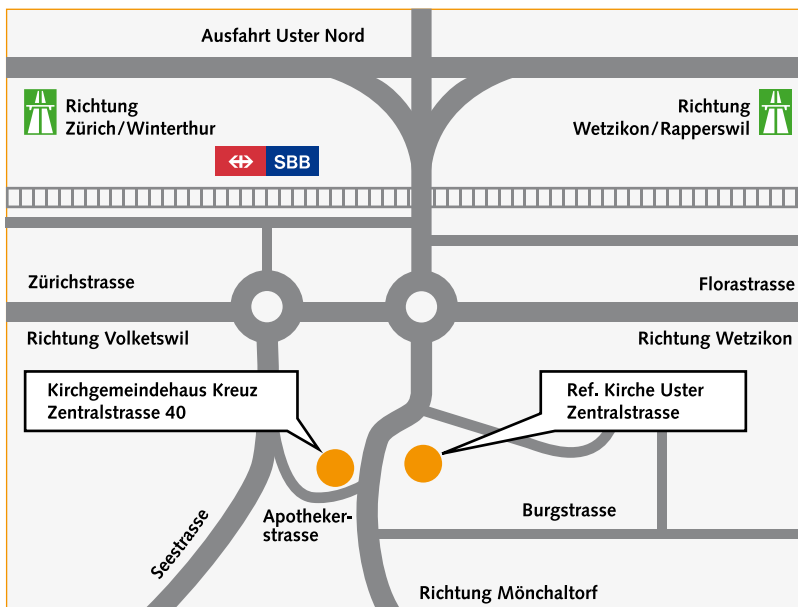 Ausfahrt Uster Nord
Richtung
Zürich/Winterthur
Richtung
Wetzikon/Rapperswil
SBB
Zürichstrasse
Florastrasse
Richtung Volketswil
Richtung Wetzikon
Kirchgemeindehaus Kreuz
Zentralstrasse 40
Ref. Kirche Uster
Zentralstrasse
Seestrasse
Apotheker-
strasse
Burgstrasse
Richtung Mönchaltorf